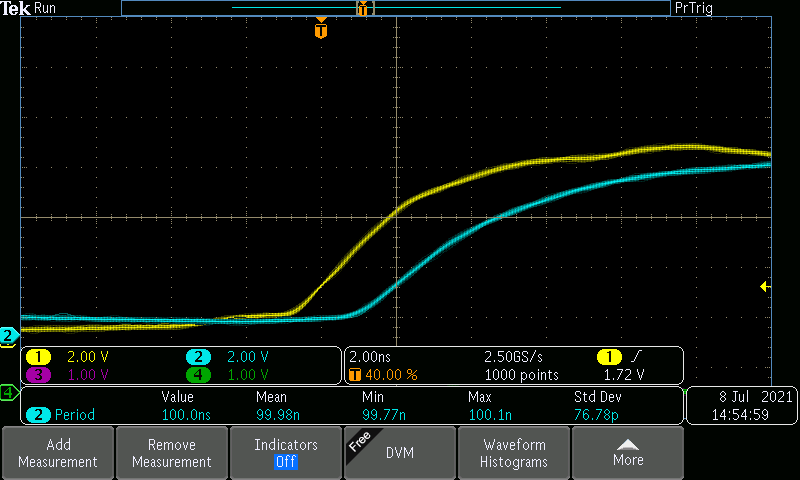 Tek Run PrTrig
T
T
2
4
1 2.00 V 2 2.00 V 2.00ns 2.50GS/s 1 1.72 V
3 1.00 V 4 1.00 V T 40.00 % 1000 points
Value Mean Min Max Std Dev
2 Period 100.0ns 99.98n 99.77n 100.1n 76.78p
8 Jul 2021
14:54:59
Add Measurement
Remove Measurement
Indicators
Off
Free
DVM
Waveform Histograms
More